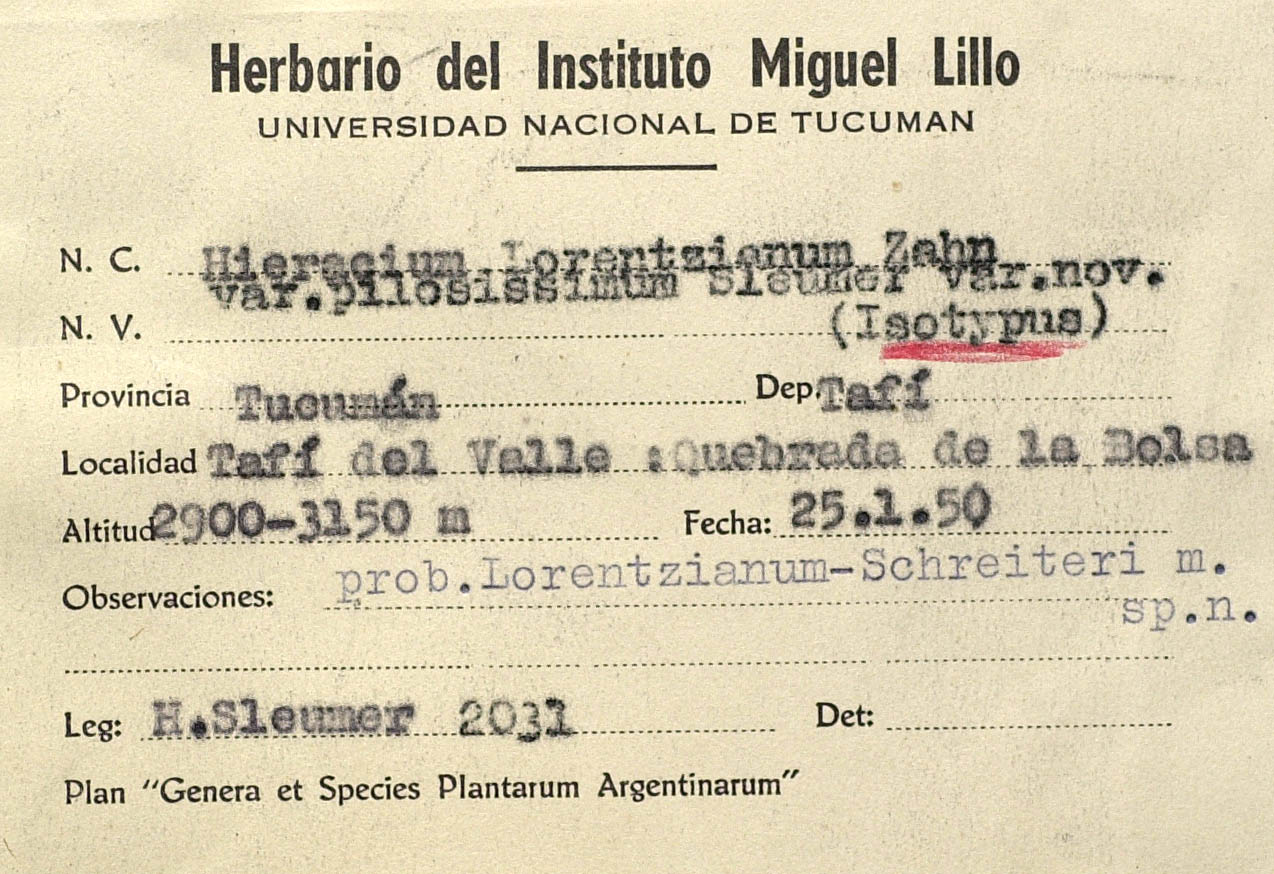 Herbario del Instituto Miguel Lillo
UNIVERSIDAD NACIONAL DE TUCUMAN
N. C. Hieracium Lorentzianum Zahn
var.pilosissimum Sleumer var.nov.
N. V. (Isotypus)
Provincia Tucumán Dep. Tafí
Localidad Tafí del Valle :Quebrada de la Bolsa
Altitud 2900-3150 m Fecha: 25.1.50
Observaciones: prob.Lorentzianum-Schreiteri m.
sp.n.
Leg: H.Sleumer 2031 Det:
Plan "Genera et Species Plantarum Argentinarum"